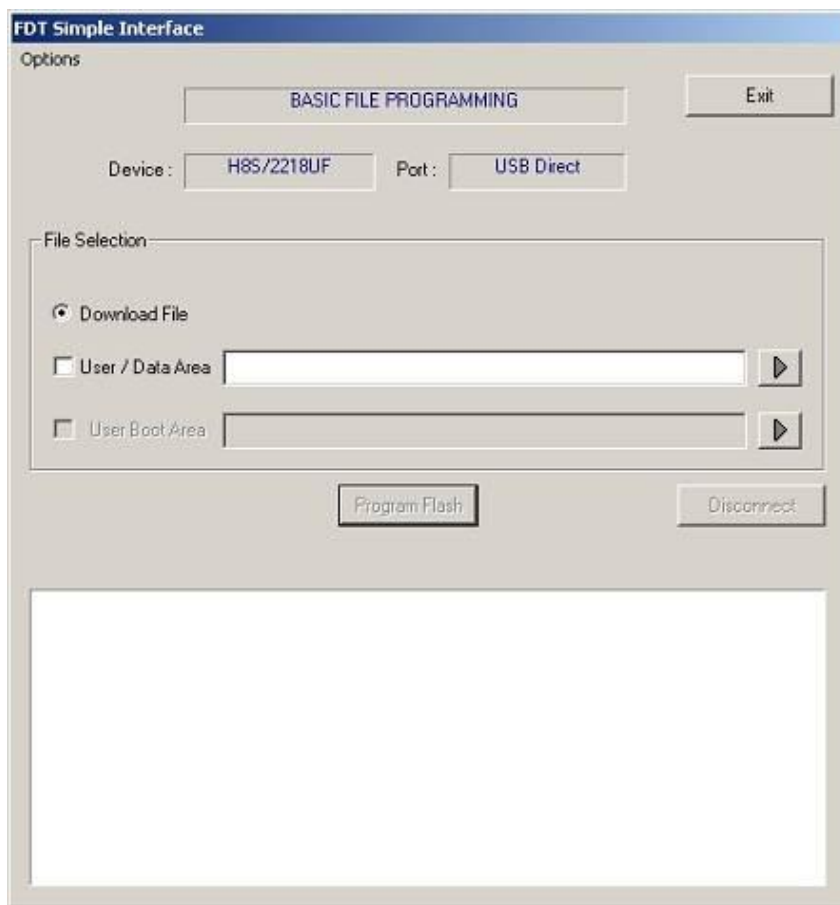 FDT Simple Interface
Options
BASIC FILE PROGRAMMING
Exit
Device : H8S/2218UF Port : USB Direct
File Selection
Download File
User / Data Area
User Boot Area
Program Flash Disconnect